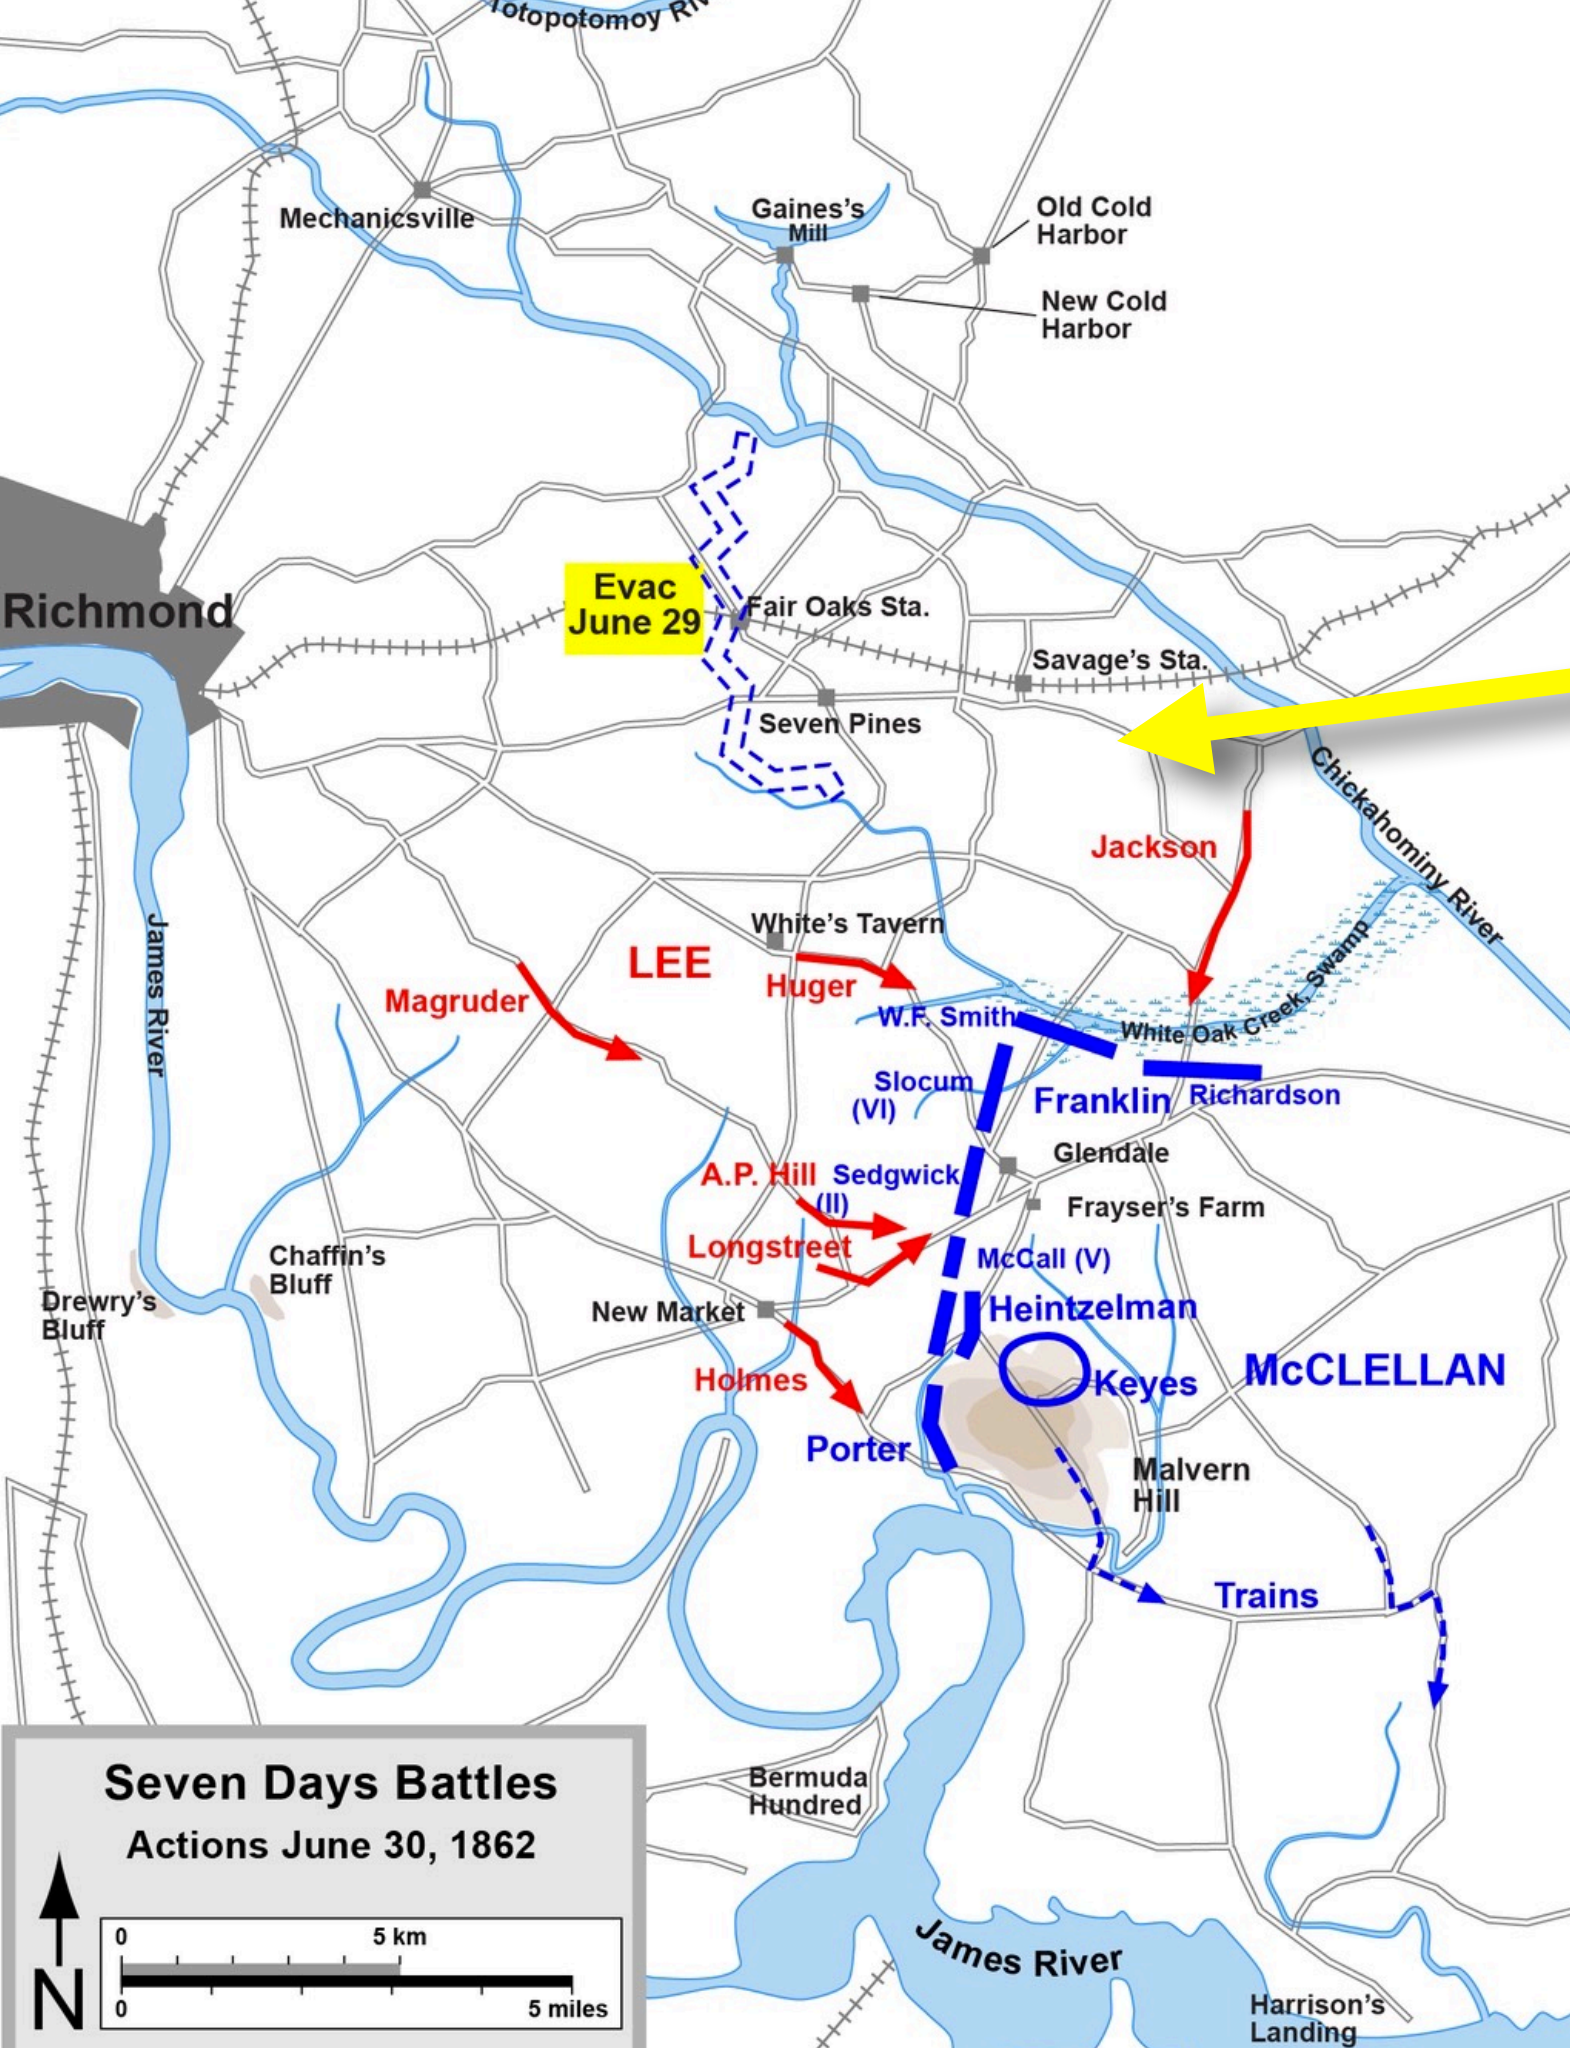 Totopotomoy
Gaines's
Mill
Old Cold
Harbor
Mechanicsville
New Cold
Harbor
Evac
June 29
Fair Oaks Sta.
Richmond
Savage's Sta.
Seven Pines
Chickahominy River
Jackson
White's Tavern
LEE
Huger
Magruder
James River
W.F. Smith
White Oak Creek, Swamp
Slocum
(VI)
Franklin
Richardson
Glendale
A.P. Hill
Sedgwick
(II)
Frayser's Farm
Longstreet
McCall (V)
Chaffin's
Bluff
Drewry's
Bluff
New Market
Heintzelman
Holmes
Keyes
McCLELLAN
Porter
Malvern
Hill
Trains
Bermuda
Hundred
Seven Days Battles
Actions June 30, 1862
0 5 km
0 5 miles
N
James River
Harrison's
Landing